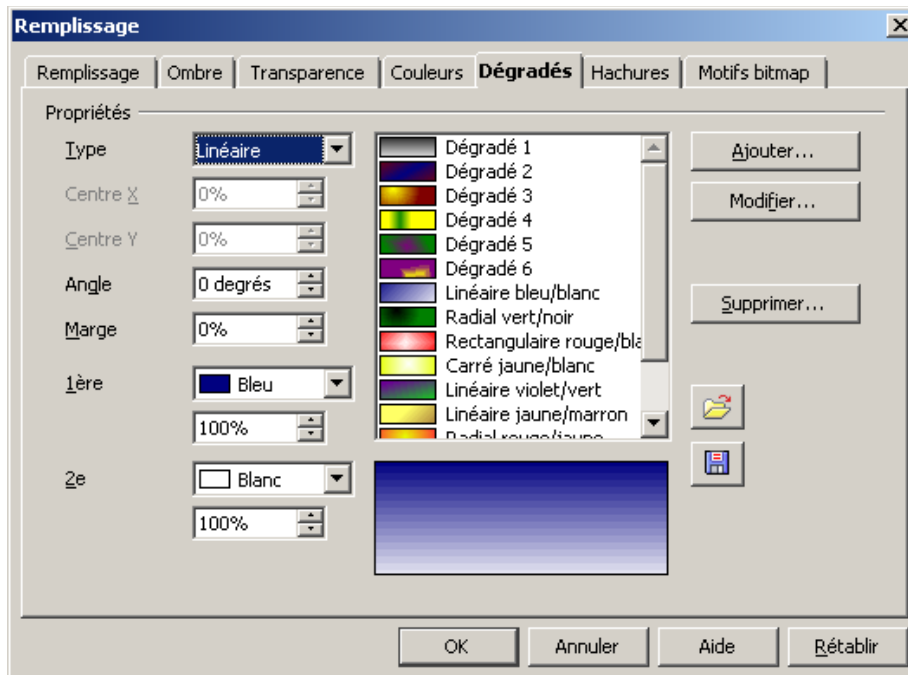 Remplissage
Remplissage Ombre Transparence Couleurs Dégradés Hachures Motifs bitmap
Propriétés
Type Linéaire
Centre X 0%
Centre Y 0%
Angle 0 degrés
Marge 0%
1ère Bleu
100%
2e Blanc
100%
Dégradé 1
Dégradé 2
Dégradé 3
Dégradé 4
Dégradé 5
Dégradé 6
Linéaire bleu/blanc
Radial vert/noir
Rectangulaire rouge/bla
Carré jaune/blanc
Linéaire violet/vert
Linéaire jaune/marron
Radial rouge/jaune
Ajouter...
Modifier...
Supprimer...
OK Annuler Aide Rétablir